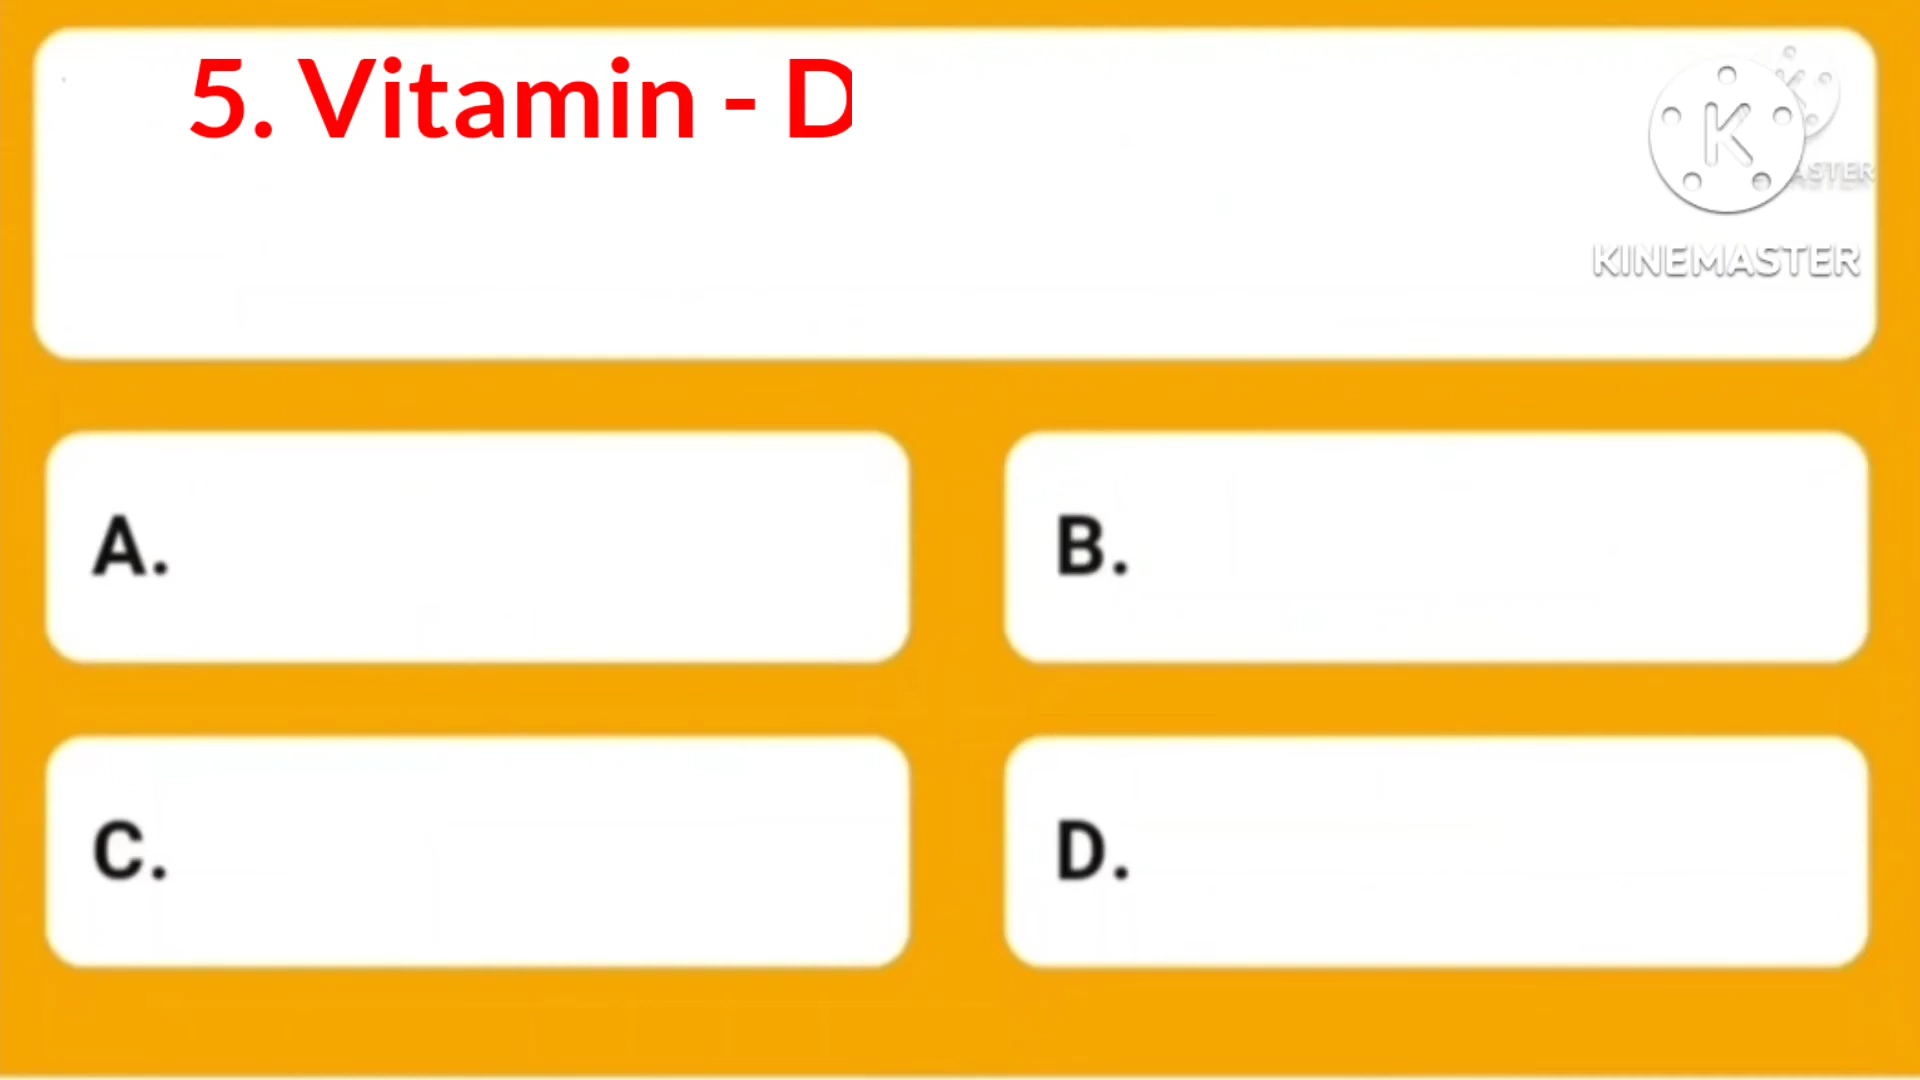 5. Vitamin - D
KINEMASTER
A.
B.
C.
D.